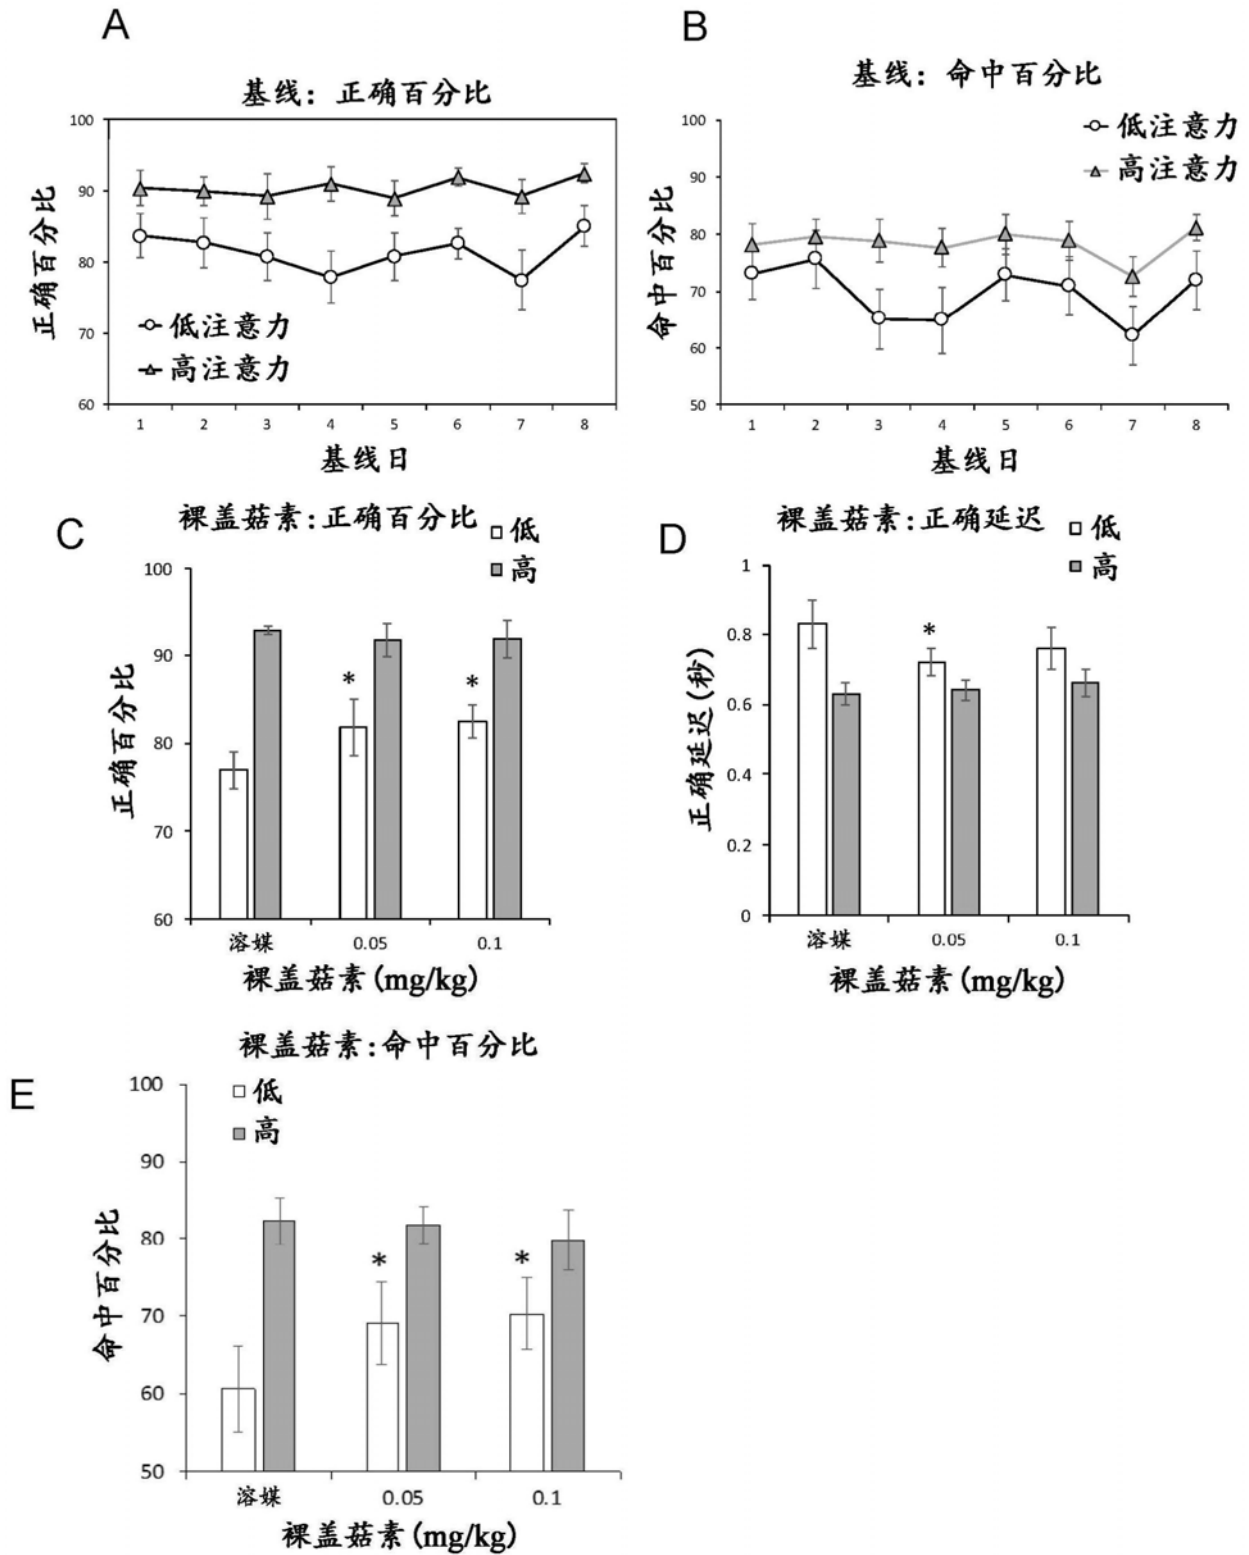 A
基线：正确百分比
100
90
80
70
60
正确百分比
低注意力
高注意力
1 2 3 4 5 6 7 8
基线日
B
基线：命中百分比
低注意力
高注意力
100
90
80
70
60
50
命中百分比
1 2 3 4 5 6 7 8
基线日
C
裸盖菇素:正确百分比
低
高
100
90
80
70
60
正确百分比
*
*
溶媒 0.05 0.1
裸盖菇素(mg/kg)
D
裸盖菇素:正确延迟
低
高
1
0.8
0.6
0.4
0.2
0
正确延迟(秒)
*
溶媒 0.05 0.1
裸盖菇素(mg/kg)
E
裸盖菇素:命中百分比
低
高
100
90
80
70
60
50
命中百分比
*
*
溶媒 0.05 0.1
裸盖菇素(mg/kg)